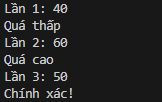 Lần 1: 40
Quá thấp
Lần 2: 60
Quá cao
Lần 3: 50
Chính xác!